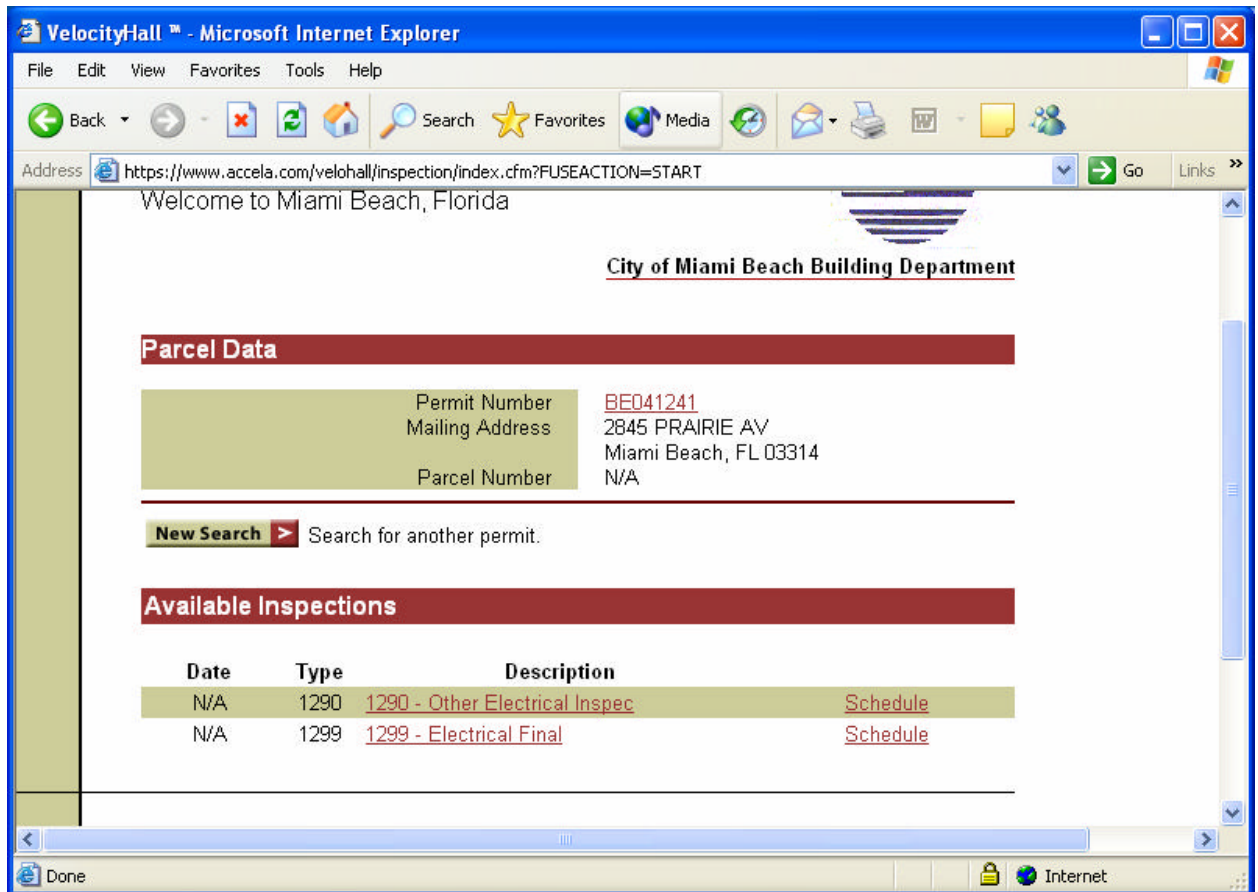 VelocityHall ™ - Microsoft Internet Explorer
File Edit View Favorites Tools Help
Back Search Favorites Media
Address https://www.accela.com/velohall/inspection/index.cfm?FUSEACTION=START Go Links »
Welcome to Miami Beach, Florida
City of Miami Beach Building Department
Parcel Data
Permit Number BE041241
Mailing Address 2845 PRAIRIE AV
Miami Beach, FL 03314
Parcel Number N/A
New Search > Search for another permit.
Available Inspections
Date Type Description
N/A 1290 1290 - Other Electrical Inspec Schedule
N/A 1299 1299 - Electrical Final Schedule
Done Internet